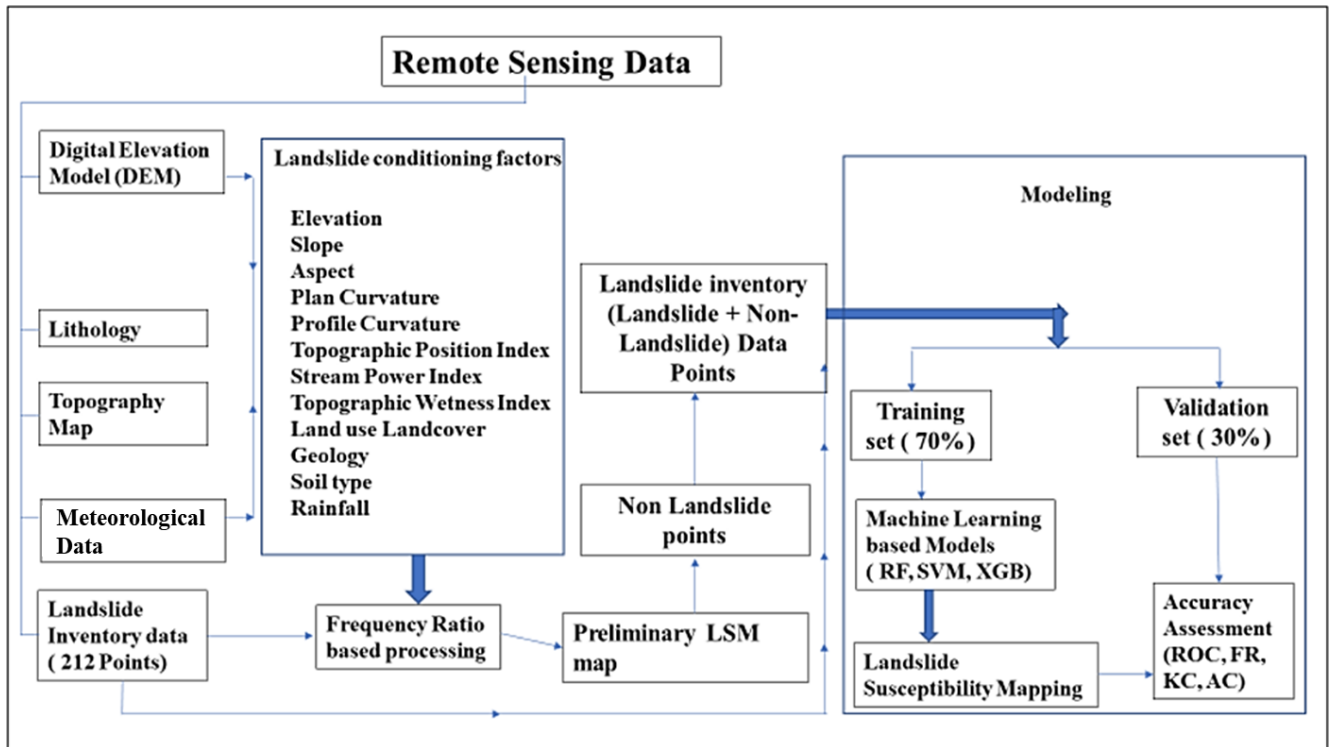 Remote Sensing Data
Digital Elevation
Model (DEM)
Lithology
Topography
Map
Meteorological
Data
Landslide
Inventory data
( 212 Points)
Landslide conditioning factors
Elevation
Slope
Aspect
Plan Curvature
Profile Curvature
Topographic Position Index
Stream Power Index
Topographic Wetness Index
Land use Landcover
Geology
Soil type
Rainfall
Frequency Ratio
based processing
Preliminary LSM
map
Non Landslide
points
Landslide inventory
(Landslide + Non-
Landslide) Data
Points
Modeling
Training
set ( 70%)
Validation
set ( 30%)
Machine Learning
based Models
( RF, SVM, XGB)
Landslide
Susceptibility Mapping
Accuracy
Assessment
(ROC, FR,
KC, AC)